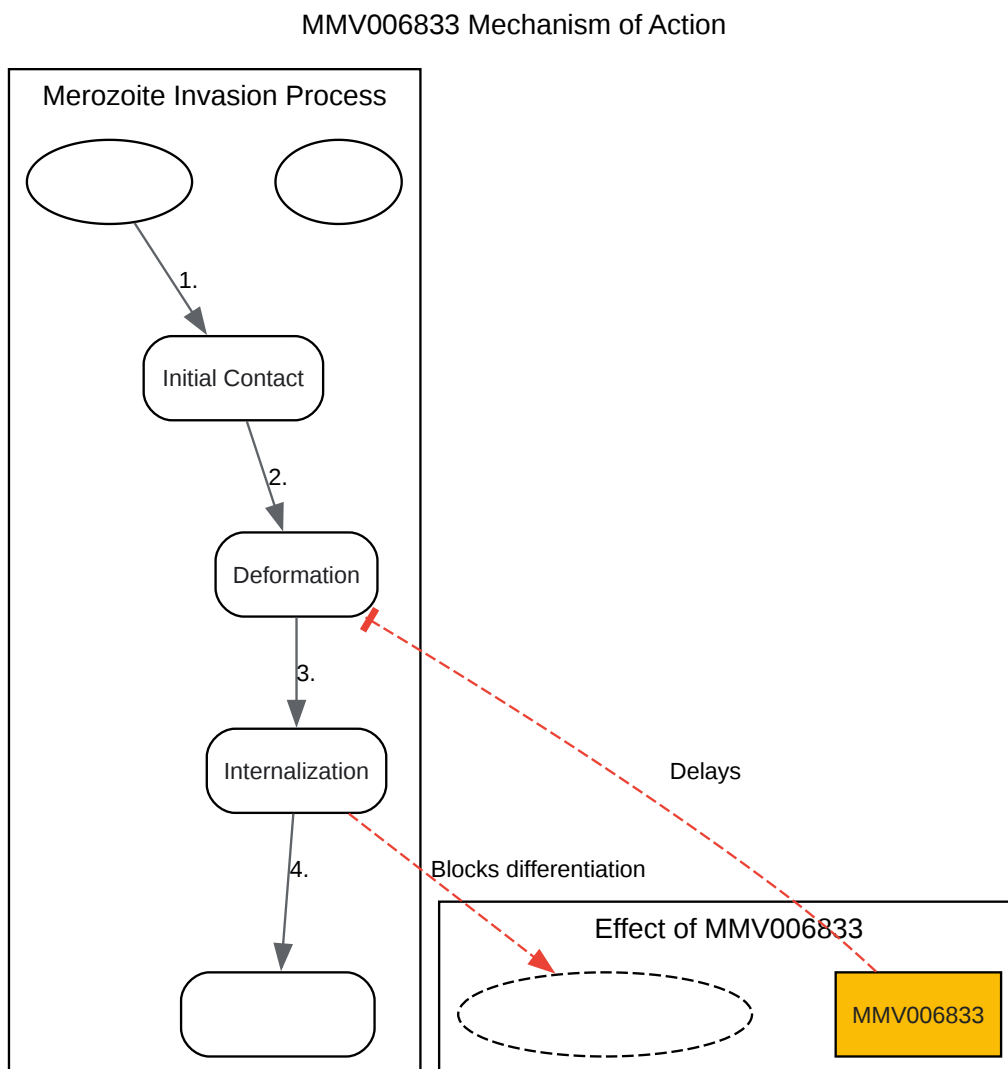 MMV006833 Mechanism of Action
Merozoite Invasion Process
1.
Initial Contact
2.
Deformation
3.
Internalization
Delays
4.
Blocks differentiation
Effect of MMV006833
MMV006833